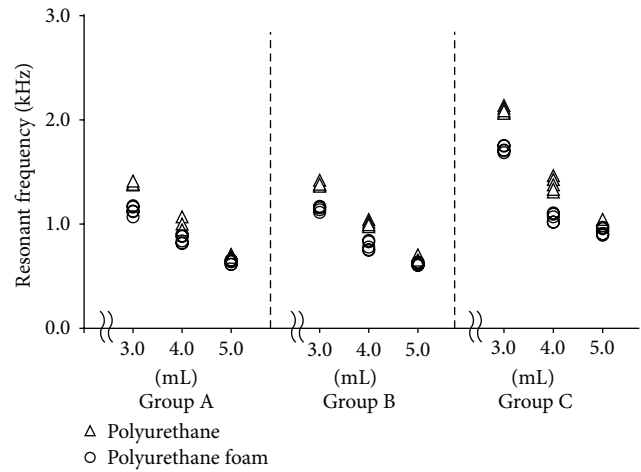 Resonant frequency (kHz)
3.0
2.0
1.0
0.0
3.0 4.0 5.0 3.0 4.0 5.0 3.0 4.0 5.0
(mL) (mL) (mL)
Group A Group B Group C
Polyurethane
Polyurethane foam